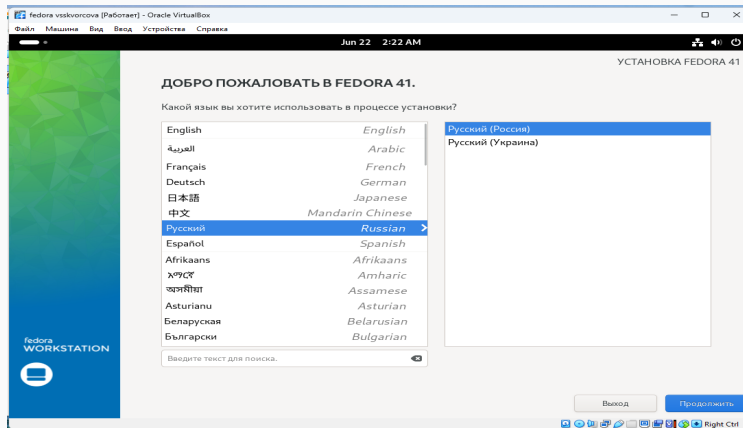 fedora vsskvorcova [Работает] - Oracle VirtualBox
Файл Машина Вид Ввод Устройства Справка
Jun 22 2:22 AM
УСТАНОВКА FEDORA 41
ДОБРО ПОЖАЛОВАТЬ В FEDORA 41.
Какой язык вы хотите использовать в процессе установки?
English English
العربية Arabic
Français French
Deutsch German
日本語 Japanese
中文 Mandarin Chinese
Русский Russian
Español Spanish
Afrikaans Afrikaans
አማርኛ Amharic
অসমীয়া Assamese
Asturianu Asturian
Беларуская Belarusian
Български Bulgarian
Введите текст для поиска.
Русский (Россия)
Русский (Украина)
fedora
WORKSTATION
Выход
Продолжить
Right Ctrl